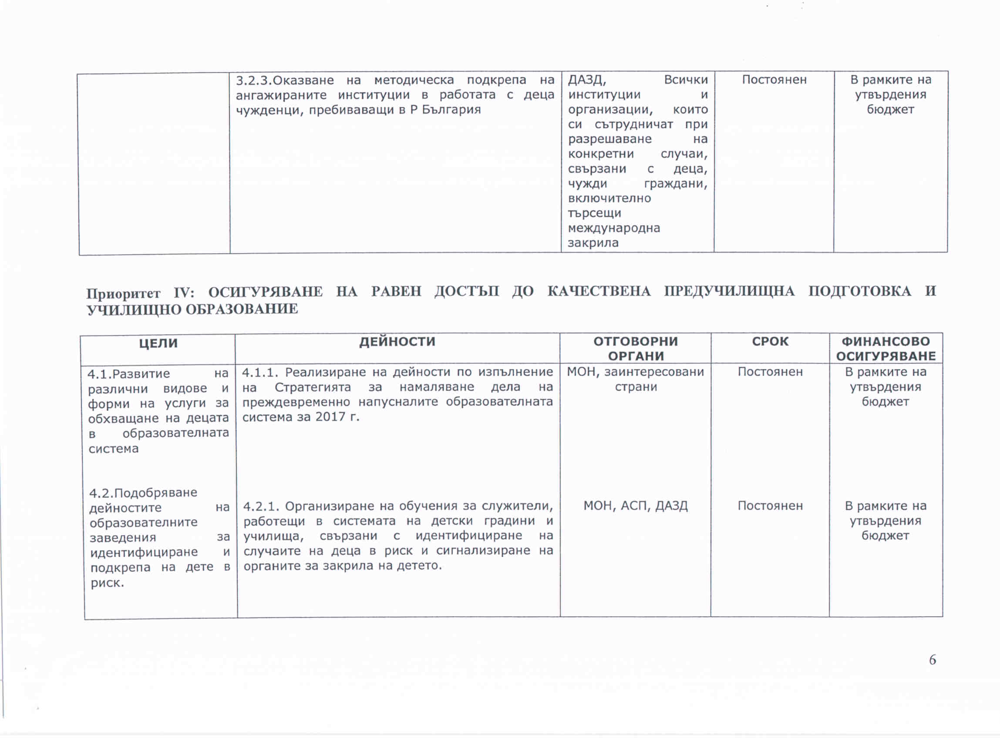 3.2.3.Оказване на методическа подкрепа на
ангажираните институции в работата с деца
чужденци, пребиваващи в Р България
ДАЗД, Всички
институции и
организации, които
си сътрудничат при
разрешаване на
конкретни случаи,
свързани с деца,
чужди граждани,
включително
търсещи
международна
закрила
Постоянен
В рамките на
утвърдения
бюджет
Приоритет IV: ОСИГУРЯВАНЕ НА РАВЕН ДОСТЪП ДО КАЧЕСТВЕНА ПРЕДУЧИЛИЩНА ПОДГОТОВКА И
УЧИЛИЩНО ОБРАЗОВАНИЕ
ЦЕЛИ
ДЕЙНОСТИ
ОТГОВОРНИ
ОРГАНИ
СРОК
ФИНАНСОВО
ОСИГУРЯВАНЕ
4.1.Развитие на
различни видове и
форми на услуги за
обхващане на децата
в образователната
система
4.1.1. Реализиране на дейности по изпълнение
на Стратегията за намаляване дела на
преждевременно напусналите образователната
система за 2017 г.
МОН, заинтересовани
страни
Постоянен
В рамките на
утвърдения
бюджет
4.2.Подобряване
дейностите на
образователните
заведения за
идентифициране и
подкрепа на дете в
риск.
4.2.1. Организиране на обучения за служители,
работещи в системата на детски градини и
училища, свързани с идентифициране на
случаите на деца в риск и сигнализиране на
органите за закрила на детето.
МОН, АСП, ДАЗД
Постоянен
В рамките на
утвърдения
бюджет
6